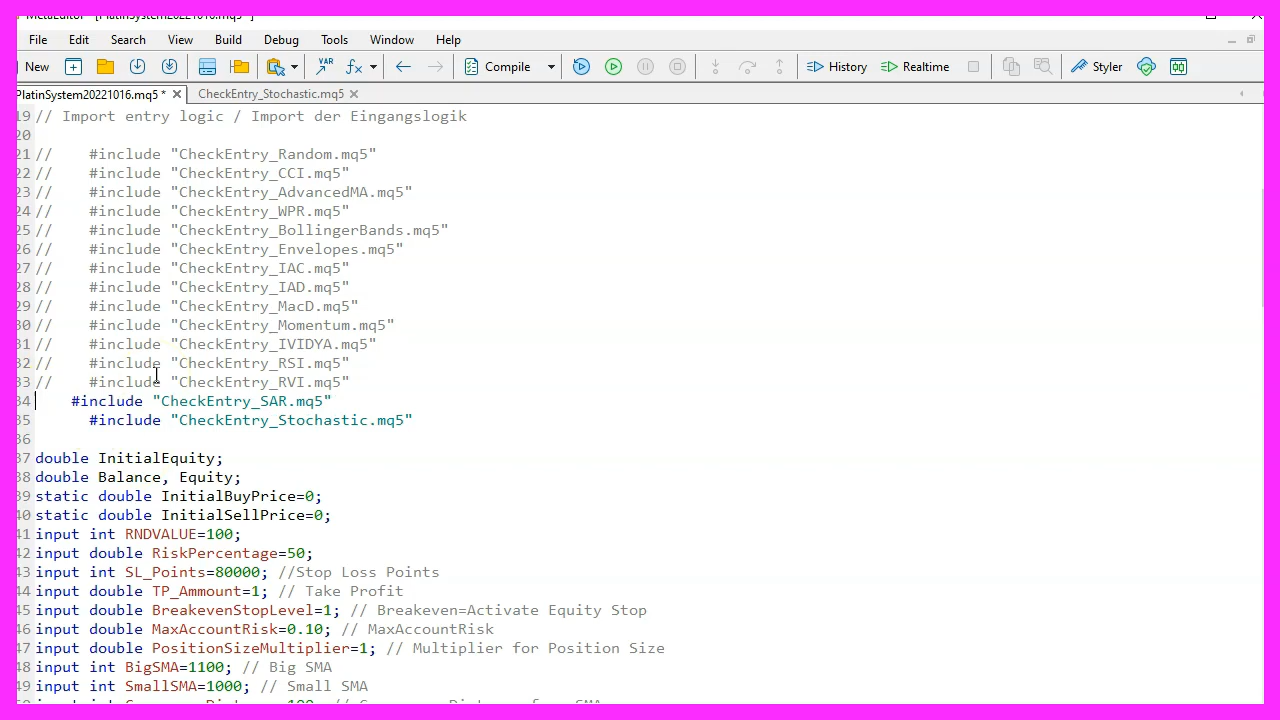 MetaEditor - [PlatinSystem20221016.mq5 *]
File Edit Search View Build Debug Tools Window Help
New VAR Compile History Realtime Styler
PlatinSystem20221016.mq5 * CheckEntry_Stochastic.mq5
19 // Import entry logic / Import der Eingangslogik
20
21 // #include "CheckEntry_Random.mq5"
22 // #include "CheckEntry_CCI.mq5"
23 // #include "CheckEntry_AdvancedMA.mq5"
24 // #include "CheckEntry_WPR.mq5"
25 // #include "CheckEntry_BollingerBands.mq5"
26 // #include "CheckEntry_Envelopes.mq5"
27 // #include "CheckEntry_IAC.mq5"
28 // #include "CheckEntry_IAD.mq5"
29 // #include "CheckEntry_MacD.mq5"
30 // #include "CheckEntry_Momentum.mq5"
31 // #include "CheckEntry_IVIDYA.mq5"
32 // #include "CheckEntry_RSI.mq5"
33 // #include "CheckEntry_RVI.mq5"
34 #include "CheckEntry_SAR.mq5"
35 #include "CheckEntry_Stochastic.mq5"
36
37 double InitialEquity;
38 double Balance, Equity;
39 static double InitialBuyPrice=0;
40 static double InitialSellPrice=0;
41 input int RNDVALUE=100;
42 input double RiskPercentage=50;
43 input int SL_Points=80000; //Stop Loss Points
44 input double TP_Ammount=1; // Take Profit
45 input double BreakevenStopLevel=1; // Breakeven=Activate Equity Stop
46 input double MaxAccountRisk=0.10; // MaxAccountRisk
47 input double PositionSizeMultiplier=1; // Multiplier for Position Size
48 input int BigSMA=1100; // Big SMA
49 input int SmallSMA=1000; // Small SMA